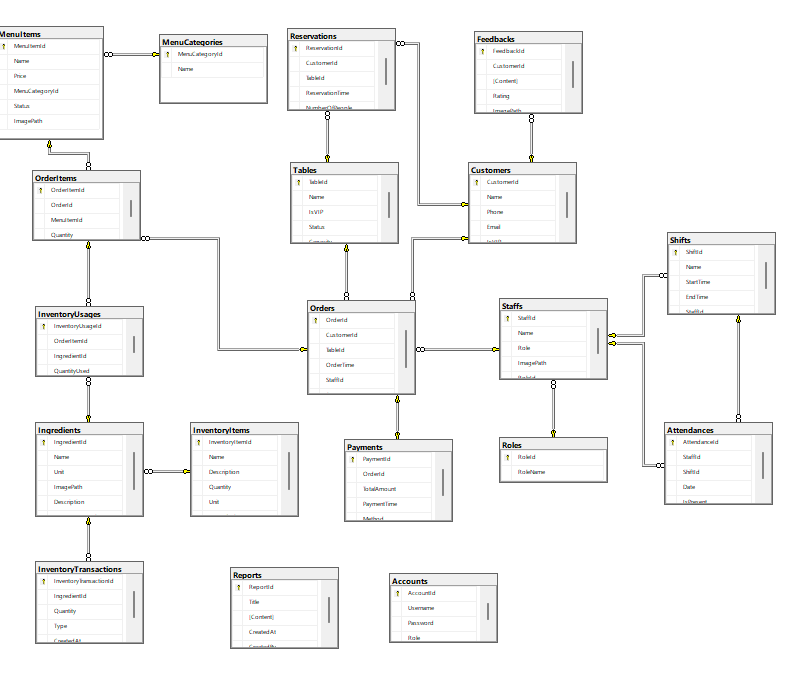 MenuItems
MenuItemId
Name
Price
MenuCategoryId
Status
ImagePath
MenuCategories
MenuCategoryId
Name
Reservations
ReservationId
CustomerId
TableId
ReservationTime
NumberOfPeople
Feedbacks
FeedbackId
CustomerId
[Content]
Rating
ImagePath
OrderItems
OrderItemId
OrderId
MenuItemId
Quantity
Tables
TableId
Name
IsVIP
Status
Capacity
Customers
CustomerId
Name
Phone
Email
IsVIP
Shifts
ShiftId
Name
StartTime
EndTime
StaffId
InventoryUsages
InventoryUsageId
OrderItemId
IngredientId
QuantityUsed
Orders
OrderId
CustomerId
TableId
OrderTime
StaffId
Staffs
StaffId
Name
Role
ImagePath
RoleId
Ingredients
IngredientId
Name
Unit
ImagePath
Description
InventoryItems
InventoryItemId
Name
Description
Quantity
Unit
Payments
PaymentId
OrderId
TotalAmount
PaymentTime
Method
Roles
RoleId
RoleName
Attendances
AttendanceId
StaffId
ShiftId
Date
IsPresent
InventoryTransactions
InventoryTransactionId
IngredientId
Quantity
Type
CreatedAt
Reports
ReportId
Title
[Content]
CreatedAt
CreatedBy
Accounts
AccountId
Username
Password
Role